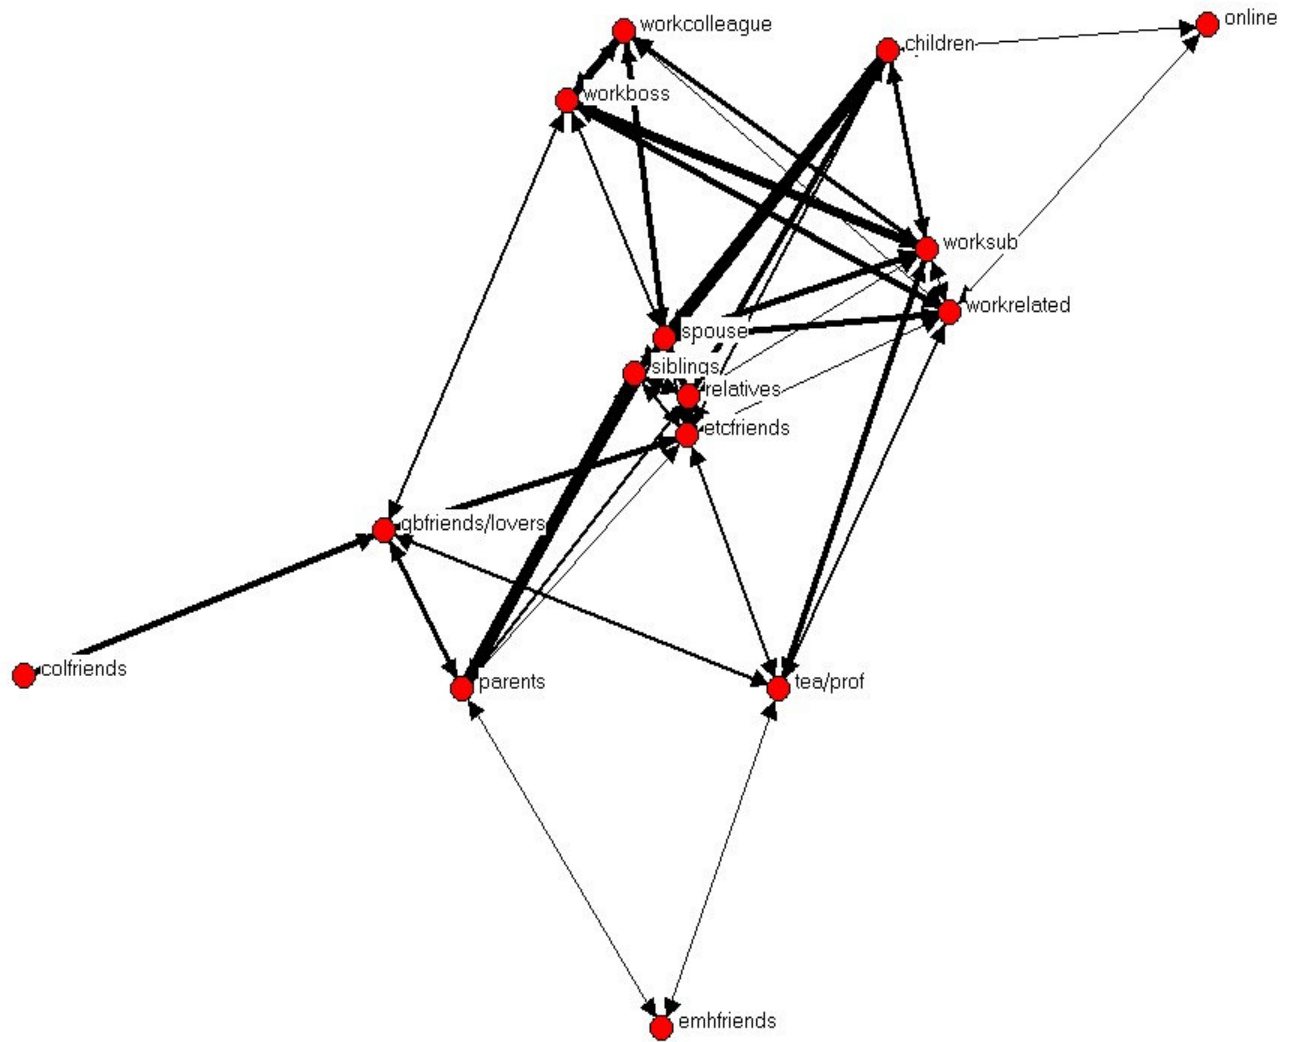 online
workcolleague
children
workboss
worksub
workrelated
spouse
siblings
relatives
etcfriends
gbfriends/lovers
colfriends
parents
tea/prof
emhfriends